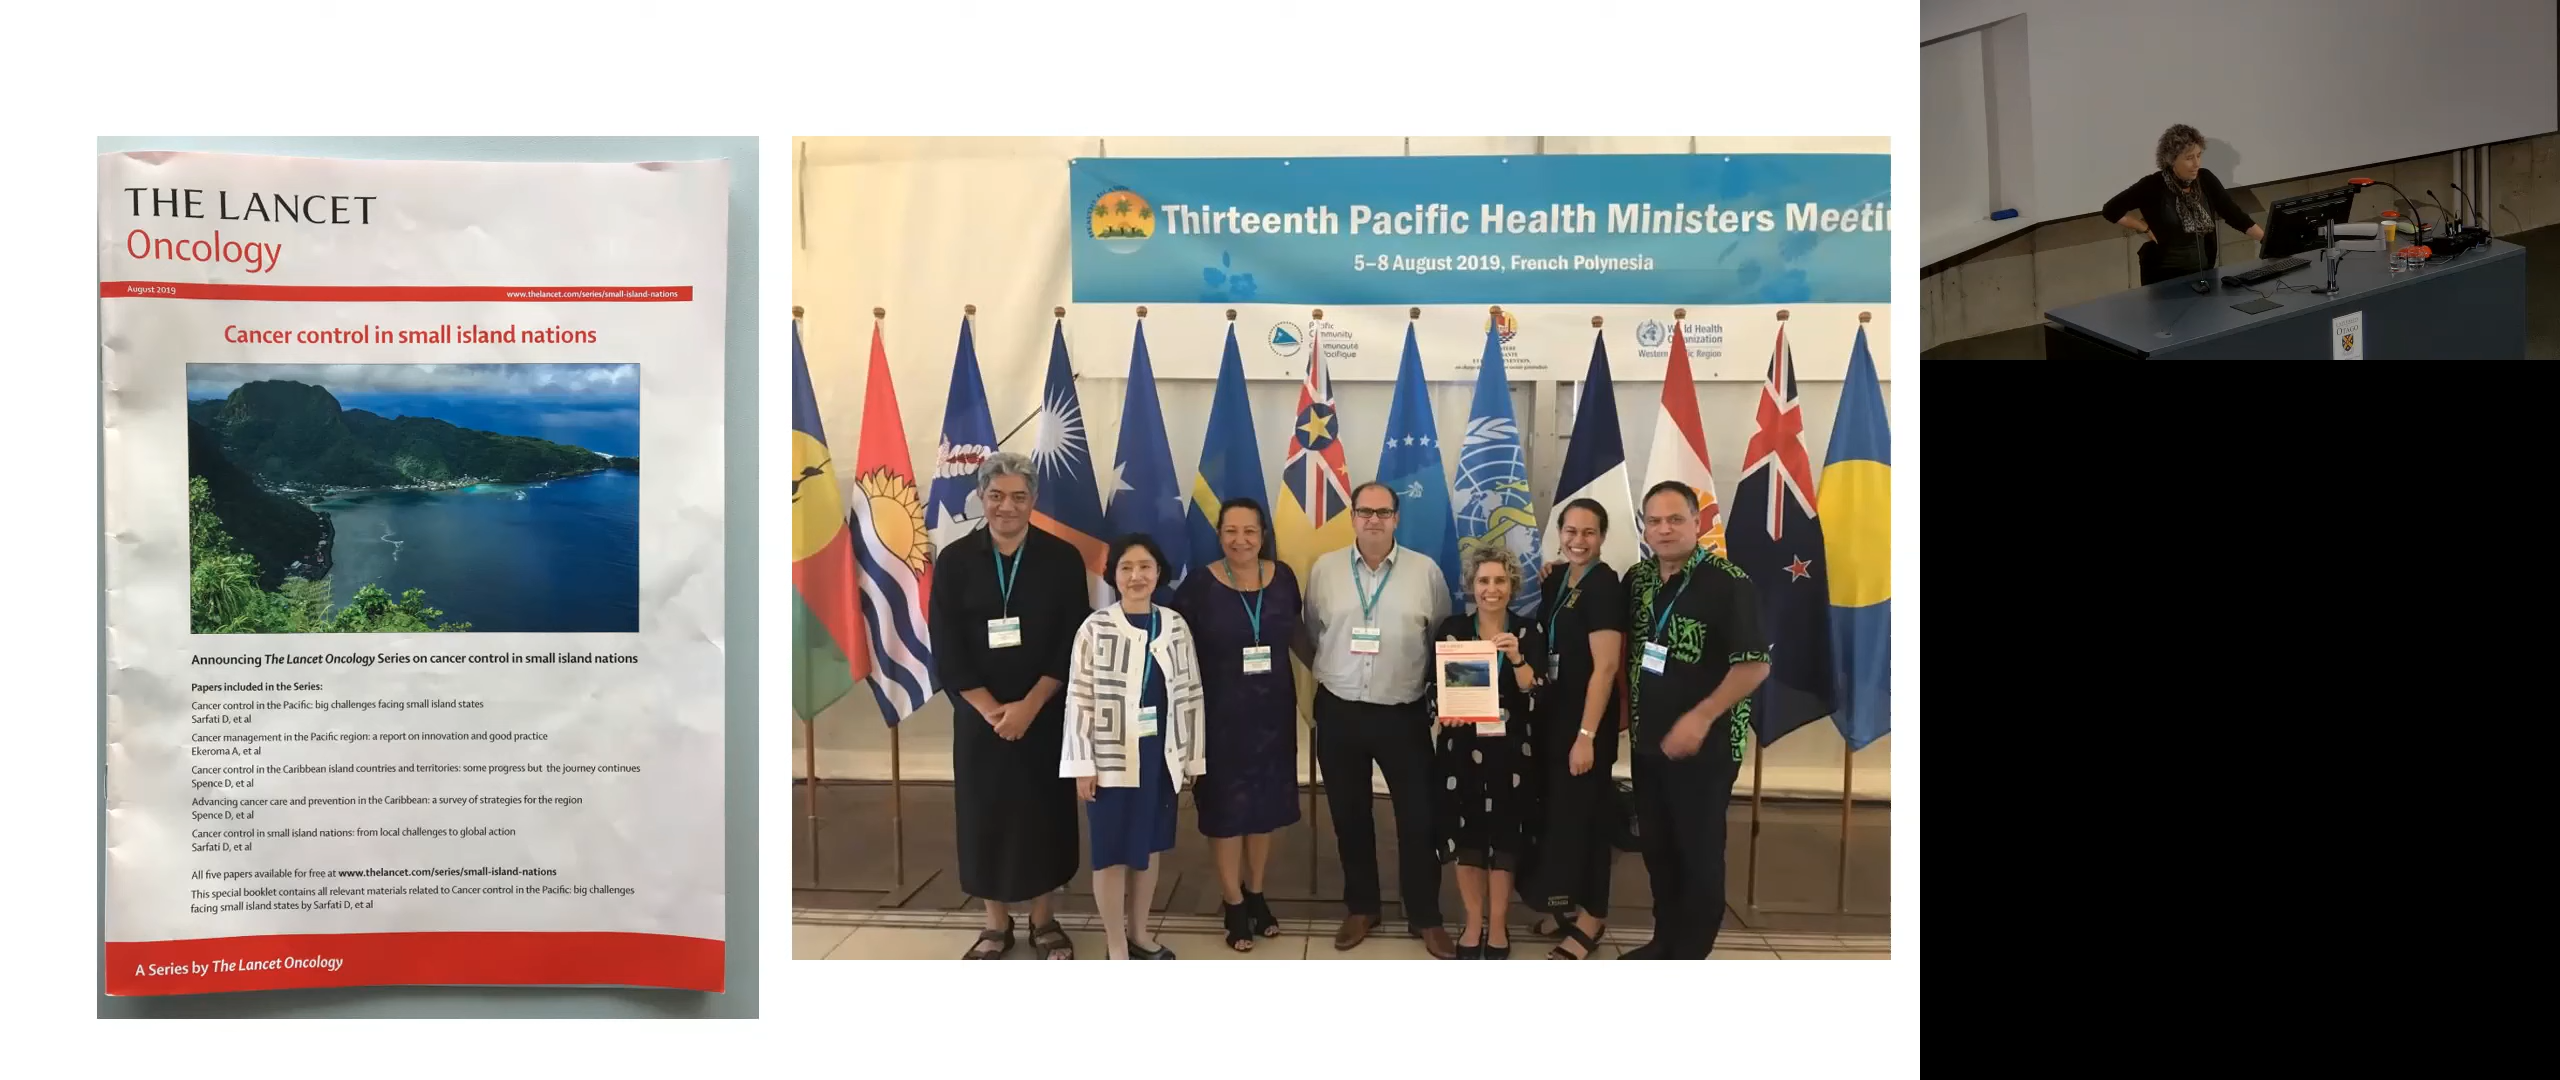 THE LANCET
Oncology
August 2019
www.thelancet.com/series/small-island-nations
Cancer control in small island nations
Announcing The Lancet Oncology Series on cancer control in small island nations
Papers included in the Series:
Cancer control in the Pacific: big challenges facing small island states
Sarfati D, et al
Cancer management in the Pacific region: a report on innovation and good practice
Ekeroma A, et al
Cancer control in the Caribbean island countries and territories: some progress but the journey continues
Spence D, et al
Advancing cancer care and prevention in the Caribbean: a survey of strategies for the region
Spence D, et al
Cancer control in small island nations: from local challenges to global action
Sarfati D, et al
All five papers available for free at www.thelancet.com/series/small-island-nations
This special booklet contains all relevant materials related to Cancer control in the Pacific: big challenges
facing small island states by Sarfati D, et al
A Series by The Lancet Oncology
Thirteenth Pacific Health Ministers Meeti
5–8 August 2019, French Polynesia
Health
Western
Region
OTAGO